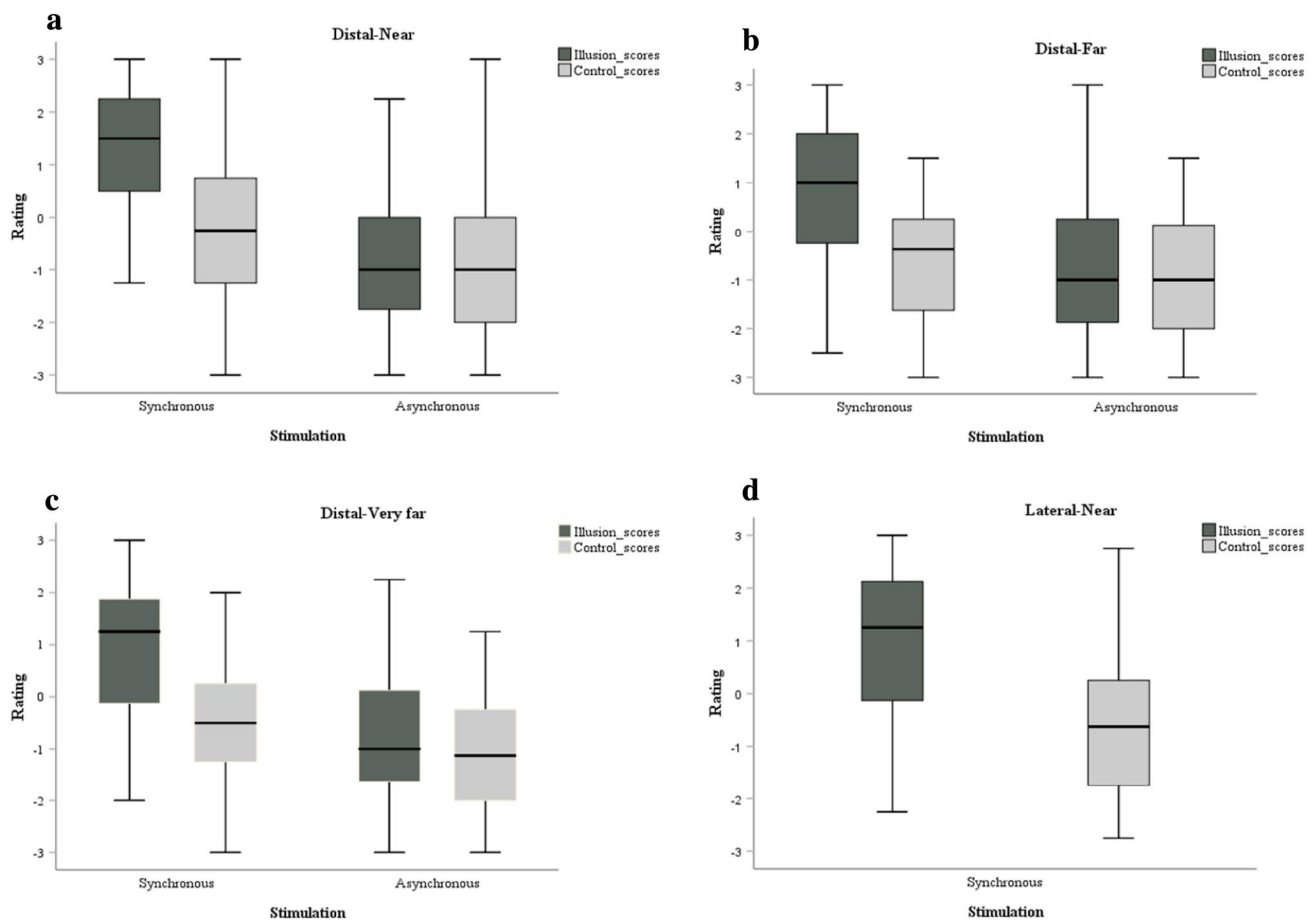 a
Distal-Near
Illusion_scores
Control_scores
3
2
1
0
-1
-2
-3
Rating
Synchronous
Asynchronous
Stimulation
b
Distal-Far
Illusion_scores
Control_scores
3
2
1
0
-1
-2
-3
Rating
Synchronous
Asynchronous
Stimulation
c
Distal-Very far
Illusion_scores
Control_scores
3
2
1
0
-1
-2
-3
Rating
Synchronous
Asynchronous
Stimulation
d
Lateral-Near
Illusion_scores
Control_scores
3
2
1
0
-1
-2
-3
Rating
Synchronous
Stimulation